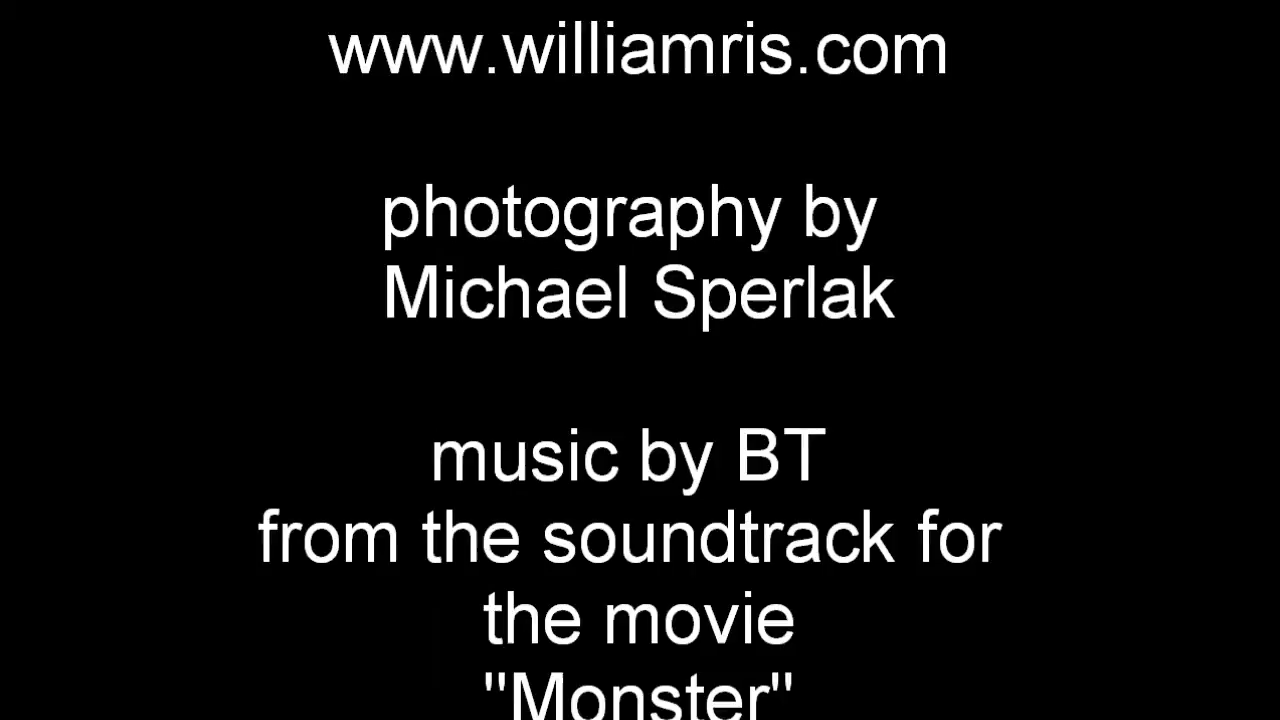 www.williamris.com
photography by
Michael Sperlak
music by BT
from the soundtrack for
the movie
"Monster"